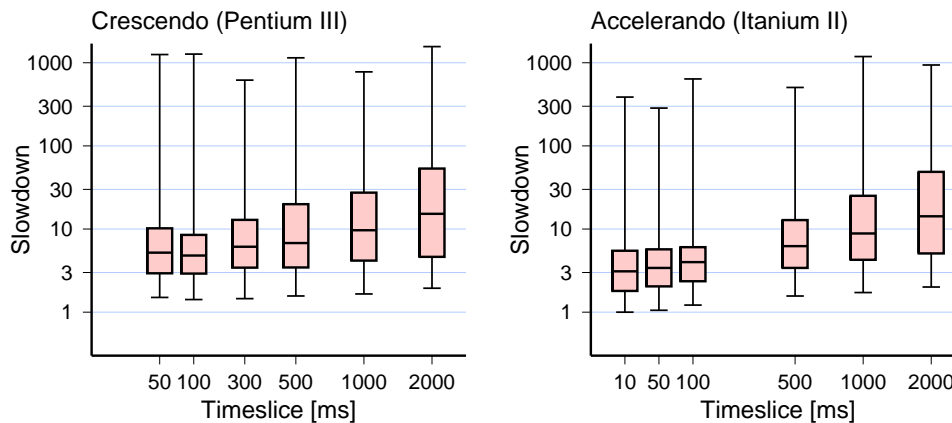 Crescendo (Pentium III)
1000
300
100
30
10
3
1
Slowdown
50 100 300 500 1000 2000
Timeslice [ms]
Accelerando (Itanium II)
1000
300
100
30
10
3
1
Slowdown
10 50 100 500 1000 2000
Timeslice [ms]